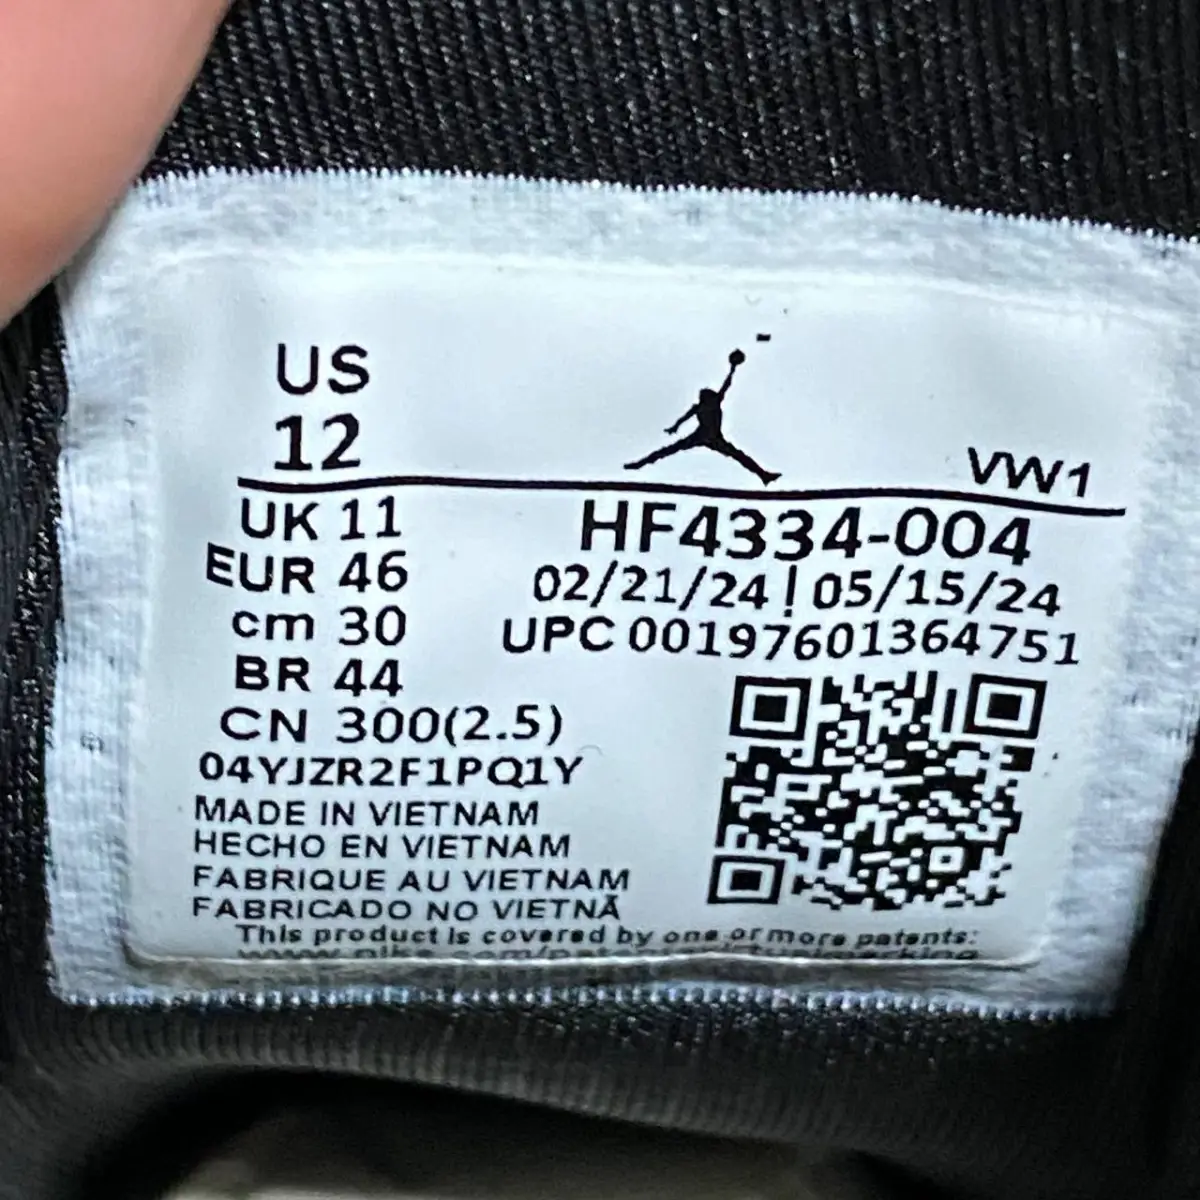 US
12
VW1
UK 11
EUR 46
cm 30
BR 44
CN 300(2.5)
04YJZR2F1PQ1Y
HF4334-004
02/21/24 | 05/15/24
UPC 00197601364751
MADE IN VIETNAM
HECHO EN VIETNAM
FABRIQUE AU VIETNAM
FABRICADO NO VIETNÃ
This product is covered by one or more patents: